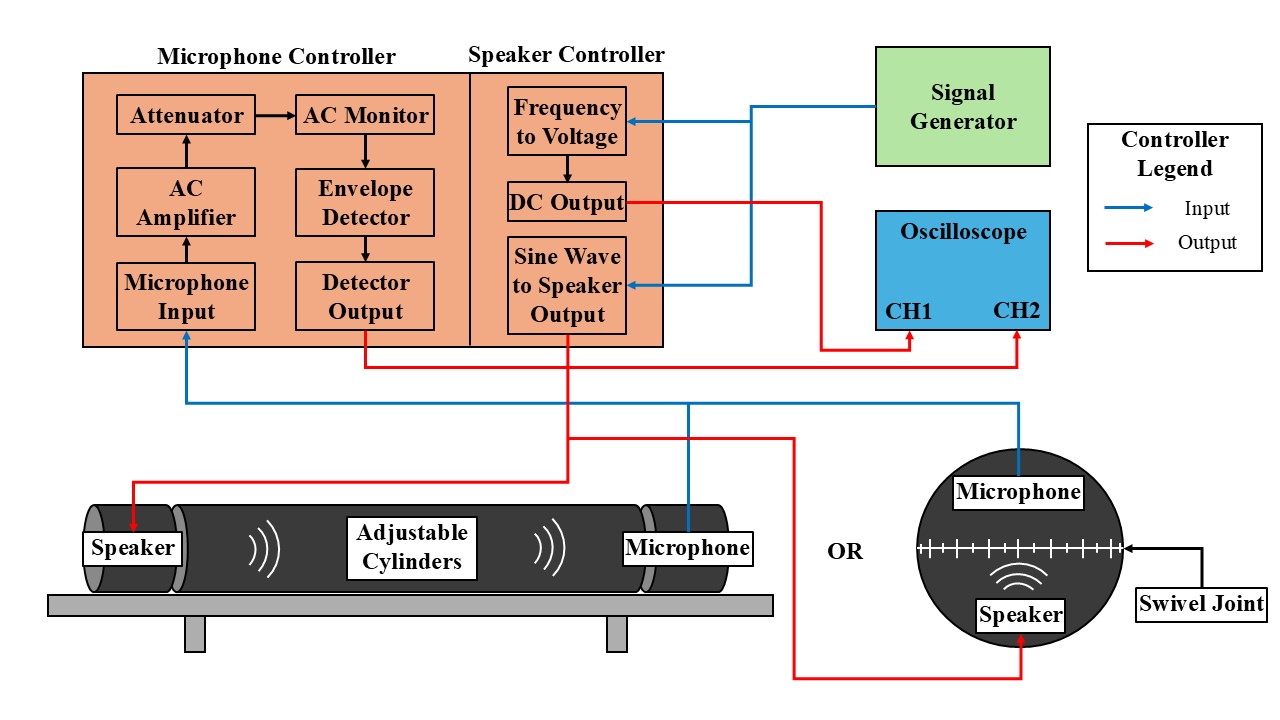 Microphone Controller
Speaker Controller
Attenuator
AC Monitor
AC
Amplifier
Envelope
Detector
Microphone
Input
Detector
Output
Frequency
to Voltage
DC Output
Sine Wave
to Speaker
Output
Signal
Generator
Oscilloscope
CH1
CH2
Controller
Legend
Input
Output
Speaker
Adjustable
Cylinders
Microphone
OR
Microphone
Speaker
Swivel Joint